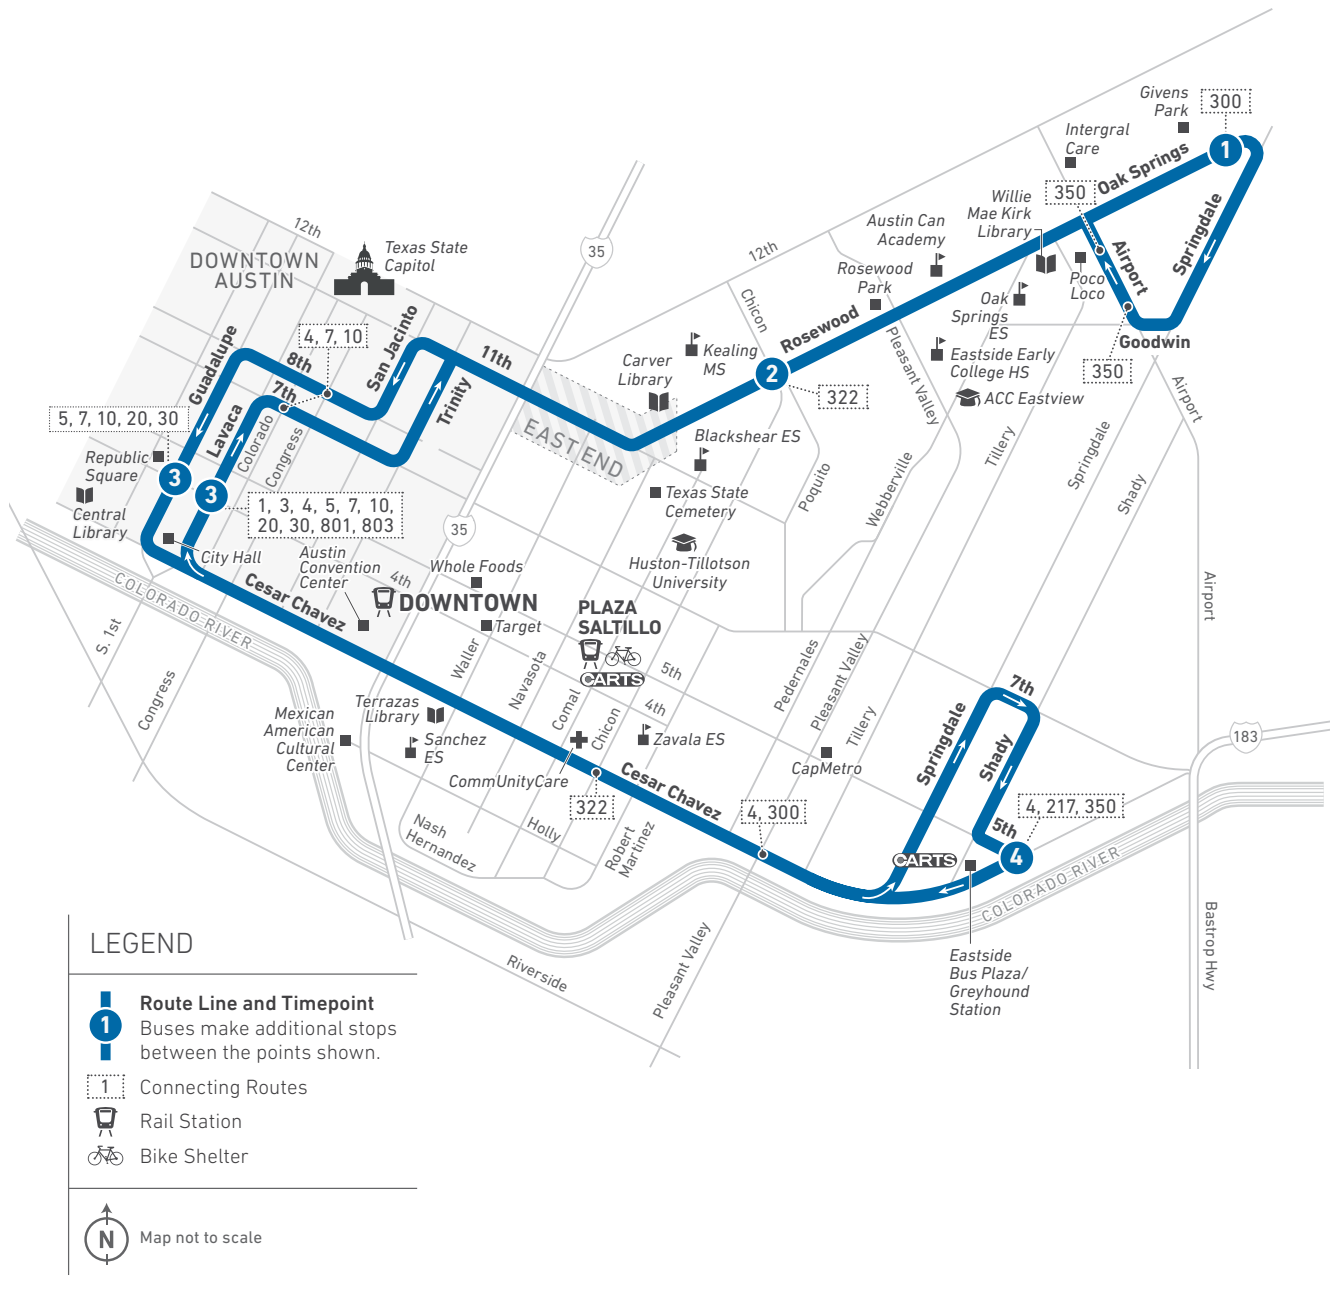 Givens
Park
300
Intergral
Care
Oak Springs
1
350
Willie
Mae Kirk
Library
Springdale
Austin Can
Academy
12th
12th
35
Airport
DOWNTOWN
AUSTIN
Texas State
Capitol
Rosewood
Park
Poco
Loco
Oak
Springs
ES
Chicon
Rosewood
San Jacinto
4, 7, 10
Guadalupe
8th
11th
Goodwin
Kealing
MS
Eastside Early
College HS
350
Carver
Library
2
Pleasant Valley
7th
Trinity
322
ACC Eastview
Airport
5, 7, 10, 20, 30
Lavaca
Colorado
Congress
EAST END
Blackshear ES
Tillery
Springdale
Republic
Square
3
3
Shady
Poquito
Webberville
Texas State
Cemetery
1, 3, 4, 5, 7, 10,
20, 30, 801, 803
Central
Library
35
City Hall
Austin
Convention
Center
4th
Whole Foods
Huston-Tillotson
University
COLORADO RIVER
Cesar Chavez
DOWNTOWN
PLAZA
SALTILLO
CARTS
Airport
S. 1st
Target
Waller
Navasota
5th
Pedernales
Pleasant Valley
Congress
Comal
4th
Tillery
7th
Terrazas
Library
Chicon
Springdale
Mexican
American
Cultural
Center
Sanchez
ES
Zavala ES
Shady
183
CapMetro
CommUnityCare
Cesar Chavez
322
4, 300
4, 217, 350
5th
Nash
Hernandez
Holly
Robert
Martinez
CARTS
4
COLORADO RIVER
Pleasant Valley
Riverside
Eastside
Bus Plaza/
Greyhound
Station
Bastrop Hwy
LEGEND
1
Route Line and Timepoint
Buses make additional stops
between the points shown.
1
Connecting Routes
Rail Station
Bike Shelter
N
Map not to scale